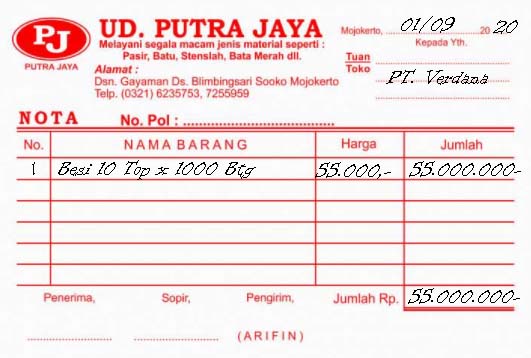 PJ
PUTRA JAYA
UD. PUTRA JAYA
Melayani segala macam jenis material seperti :
Pasir, Batu, Stenslah, Bata Merah dll.
Alamat :
Dsn. Gayaman Ds. Blimbingsari Sooko Mojokerto
Telp. (0321) 6235753, 7255959
Mojokerto, 01/09 20 20
Kepada Yth.
Tuan
Toko
PT. Verdana
NOTA No. Pol :
No. NAMA BARANG Harga Jumlah
1 Besi 10 Top x 1000 Btg 55.000,- 55.000.000-
Penerima, Sopir, Pengirim, Jumlah Rp. 55.000.000-
(ARIFIN)